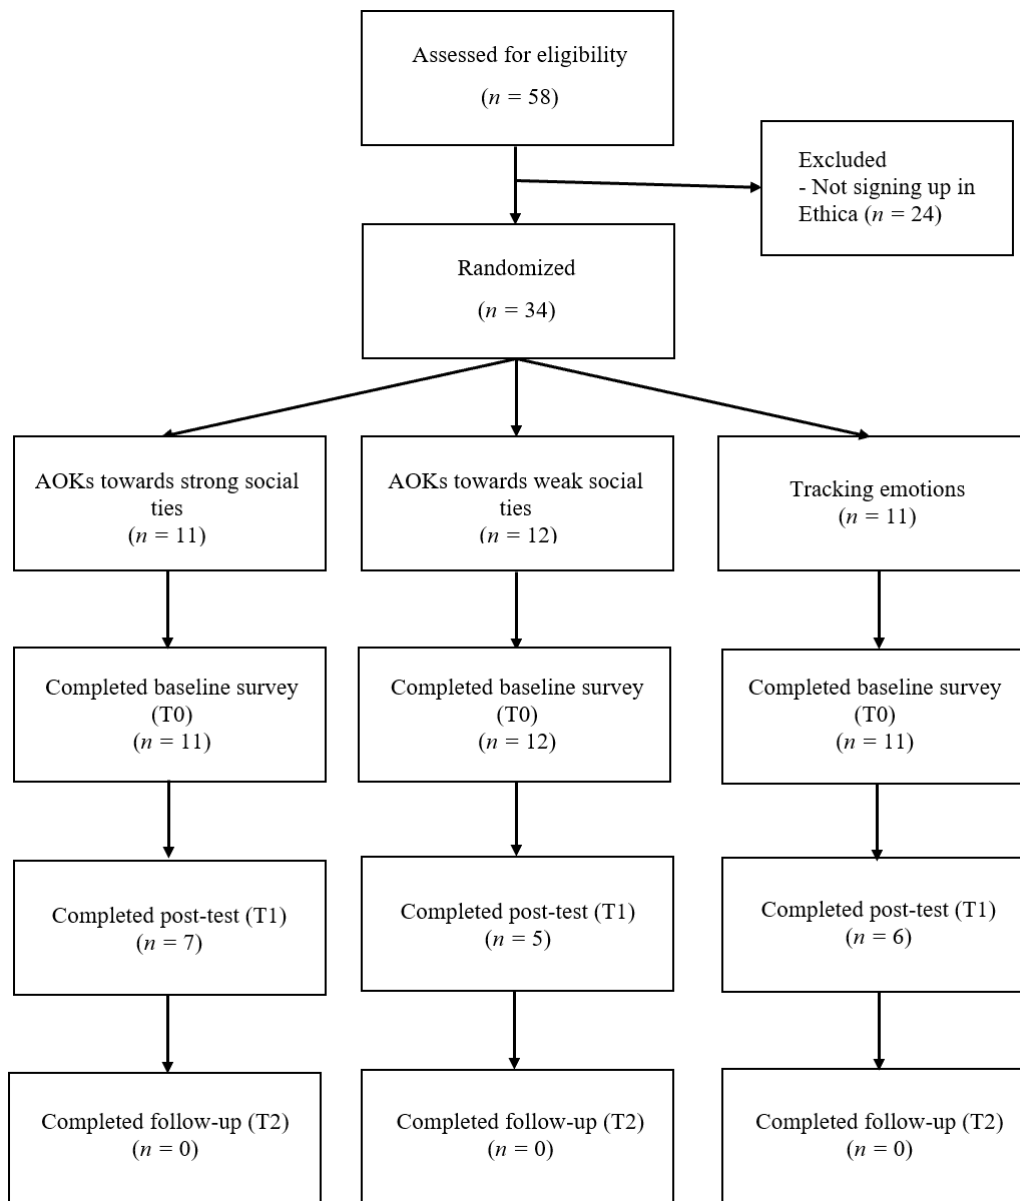 Assessed for eligibility
(n = 58)
Excluded
- Not signing up in
Ethica (n = 24)
Randomized
(n = 34)
AOKs towards strong social
ties
(n = 11)
AOKs towards weak social
ties
(n = 12)
Tracking emotions
(n = 11)
Completed baseline survey
(T0)
(n = 11)
Completed baseline survey
(T0)
(n = 12)
Completed baseline survey
(T0)
(n = 11)
Completed post-test (T1)
(n = 7)
Completed post-test (T1)
(n = 5)
Completed post-test (T1)
(n = 6)
Completed follow-up (T2)
(n = 0)
Completed follow-up (T2)
(n = 0)
Completed follow-up (T2)
(n = 0)